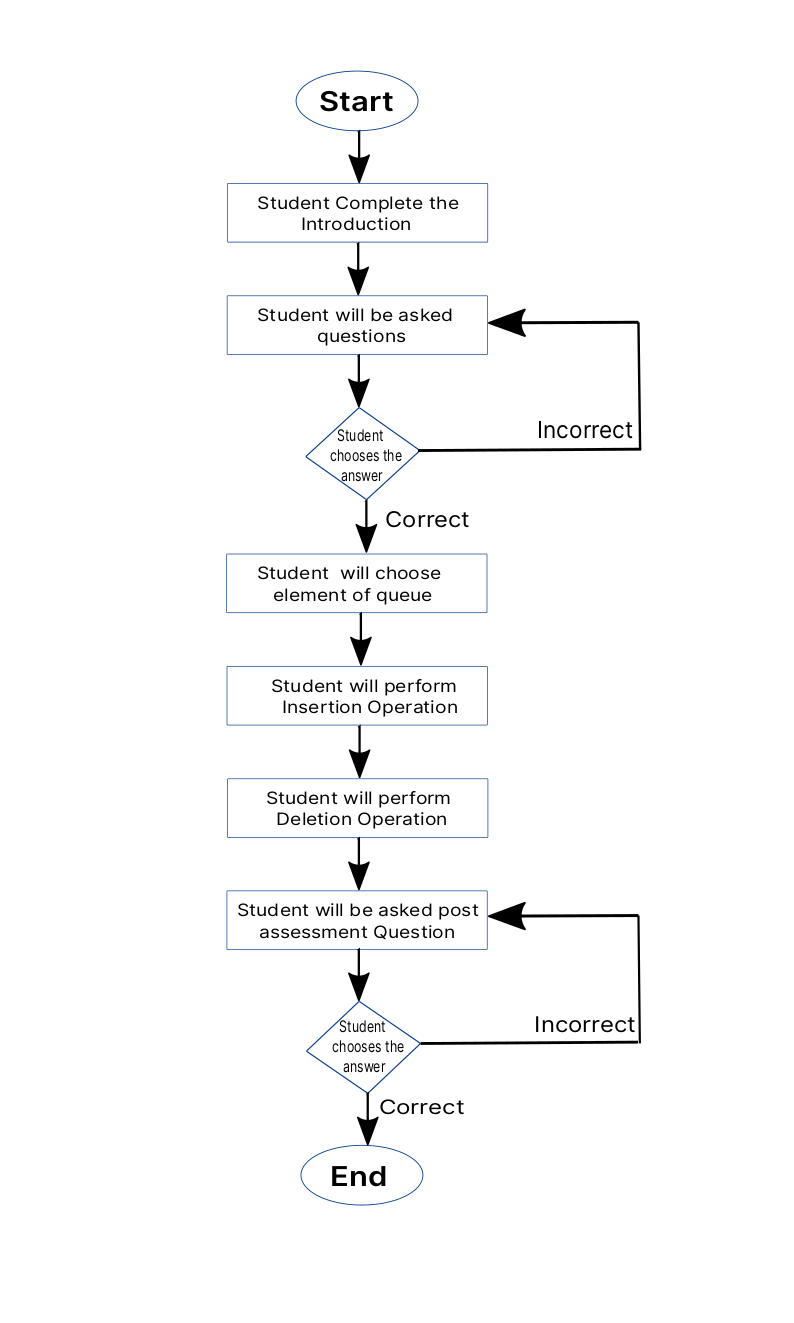 Start
Student Complete the
Introduction
Student will be asked
questions
Student
chooses the
answer
Incorrect
Correct
Student will choose
element of queue
Student will perform
Insertion Operation
Student will perform
Deletion Operation
Student will be asked post
assessment Question
Student
chooses the
answer
Incorrect
Correct
End